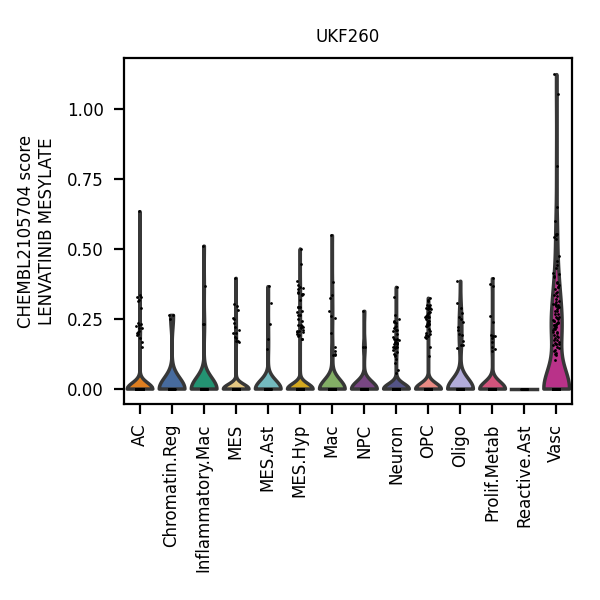 UKF260
CHEMBL2105704 score
LENVATINIB MESYLATE
1.00
0.75
0.50
0.25
0.00
AC
Chromatin.Reg
Inflammatory.Mac
MES
MES.Ast
MES.Hyp
Mac
NPC
Neuron
OPC
Oligo
Prolif.Metab
Reactive.Ast
Vasc